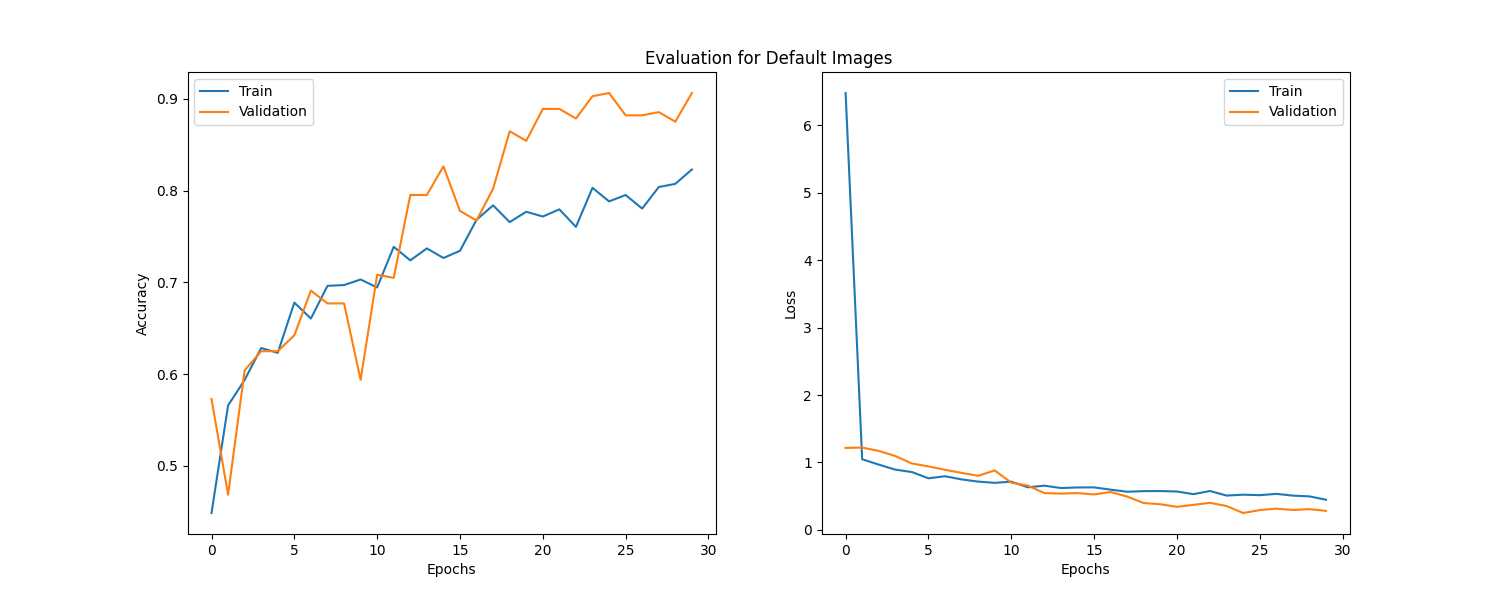 Evaluation for Default Images
Train
Validation
0.9
0.8
0.7
0.6
0.5
Accuracy
0 5 10 15 20 25 30
Epochs
Train
Validation
6
5
4
3
2
1
0
Loss
0 5 10 15 20 25 30
Epochs